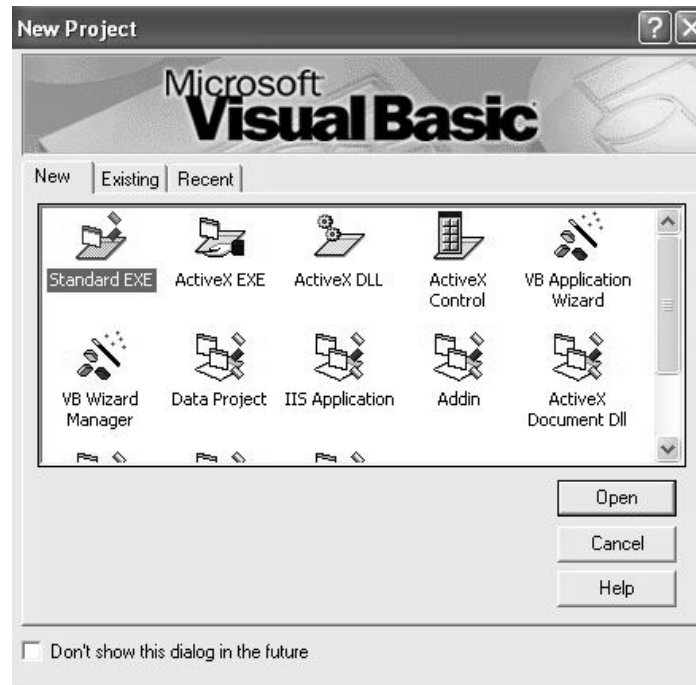 New Project
Microsoft
Visual Basic
New Existing Recent
Standard EXE ActiveX EXE ActiveX DLL ActiveX Control VB Application Wizard
VB Wizard Manager Data Project IIS Application Addin ActiveX Document Dll
Open
Cancel
Help
Don't show this dialog in the future